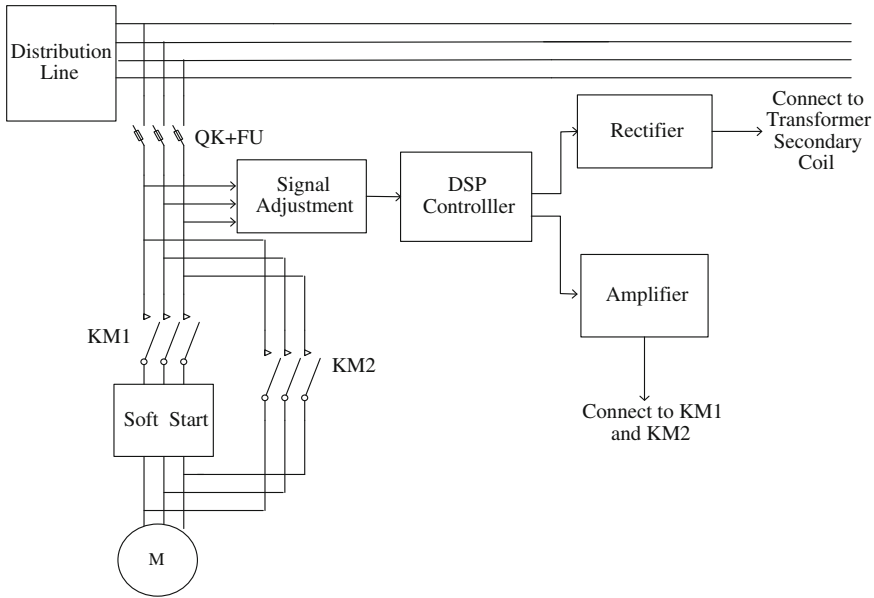 Distribution
Line
QK+FU
Signal
Adjustment
DSP
Controlller
Rectifier
Connect to
Transformer
Secondary
Coil
Amplifier
KM1
KM2
Connect to KM1
and KM2
Soft Start
M